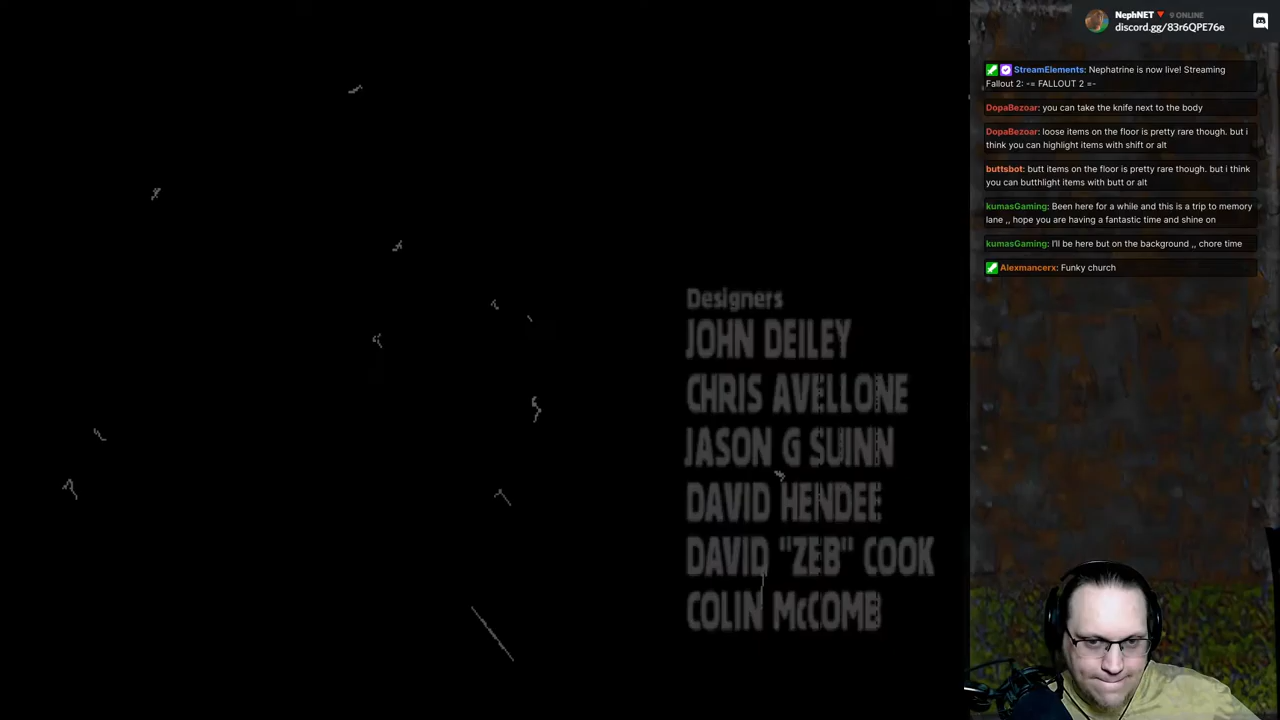 NephNET 9 ONLINE
discord.gg/83r6QPE76e
StreamElements: Nephatrine is now live! Streaming
Fallout 2: -= FALLOUT 2 =-
DopaBezoar: you can take the knife next to the body
DopaBezoar: loose items on the floor is pretty rare though. but i
think you can highlight items with shift or alt
buttsbot: butt items on the floor is pretty rare though. but i think
you can butthlight items with butt or alt
kumasGaming: Been here for a while and this is a trip to memory
lane ,, hope you are having a fantastic time and shine on
kumasGaming: I'll be here but on the background ,, chore time
Alexmancerx: Funky church
Designers
JOHN DEILEY
CHRIS AVELLONE
JASON G SUINN
DAVID HENDEE
DAVID "ZEB" COOK
COLIN McCOMB